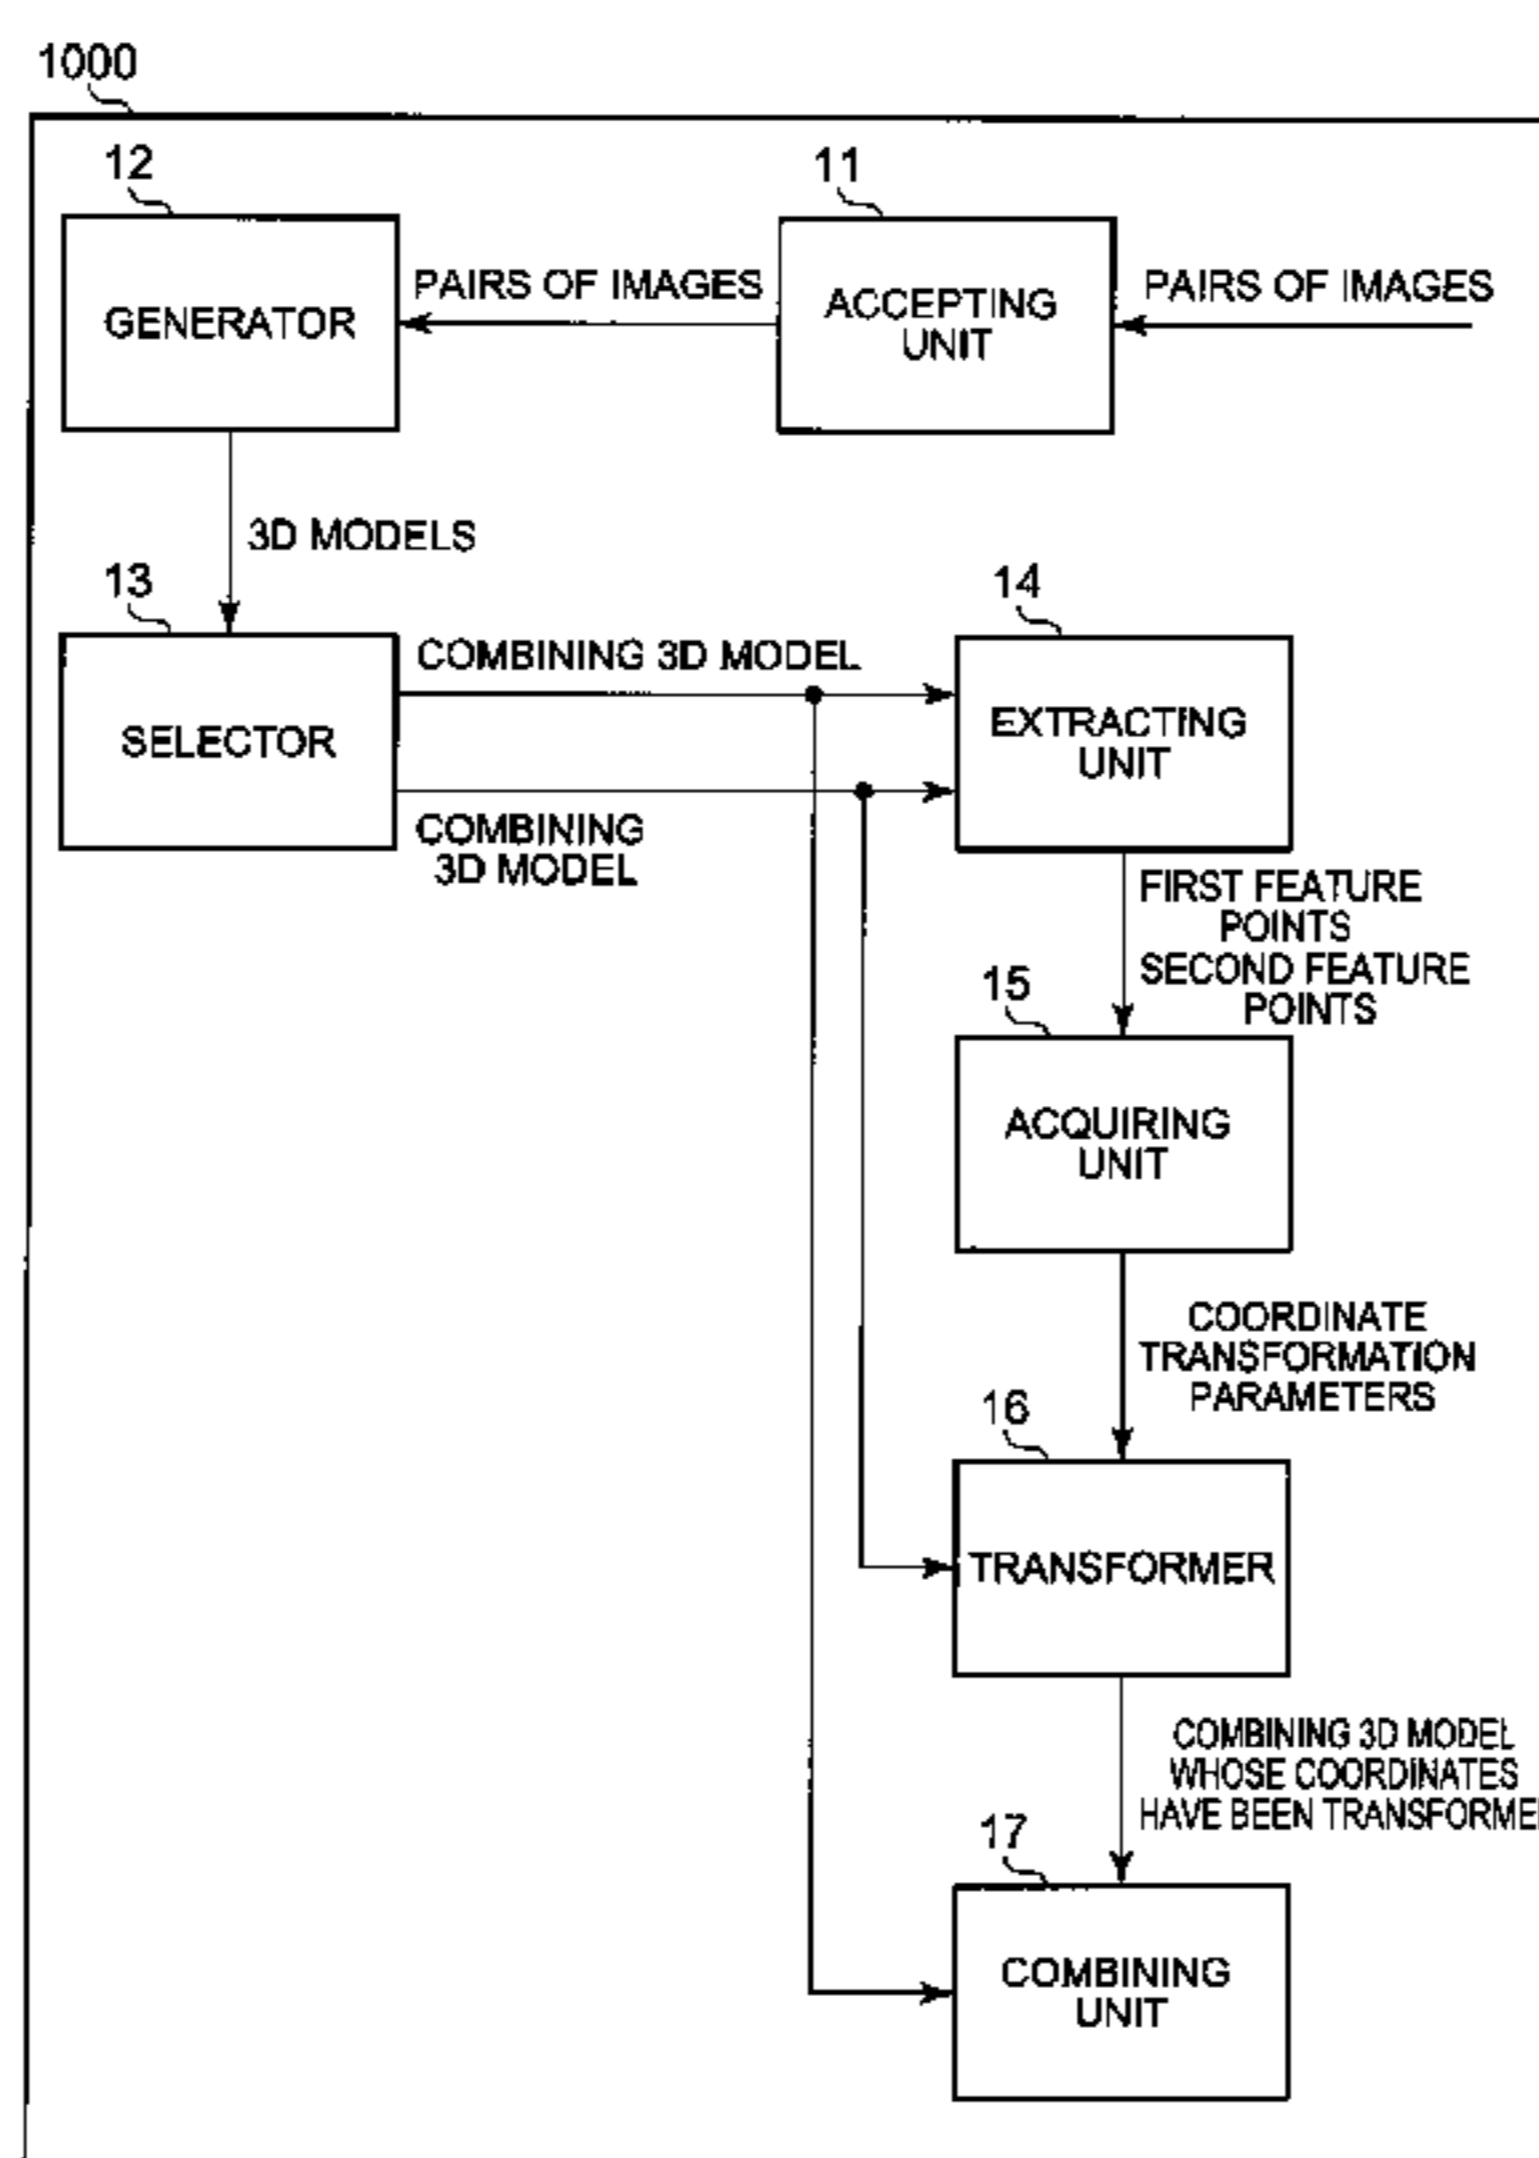 1000
12
11
GENERATOR
PAIRS OF IMAGES
ACCEPTING
UNIT
PAIRS OF IMAGES
3D MODELS
13
14
SELECTOR
COMBINING 3D MODEL
COMBINING
3D MODEL
EXTRACTING
UNIT
FIRST FEATURE
POINTS
SECOND FEATURE
POINTS
15
ACQUIRING
UNIT
COORDINATE
TRANSFORMATION
PARAMETERS
16
TRANSFORMER
COMBINING 3D MODEL
WHOSE COORDINATES
HAVE BEEN
17
COMBINING
UNIT